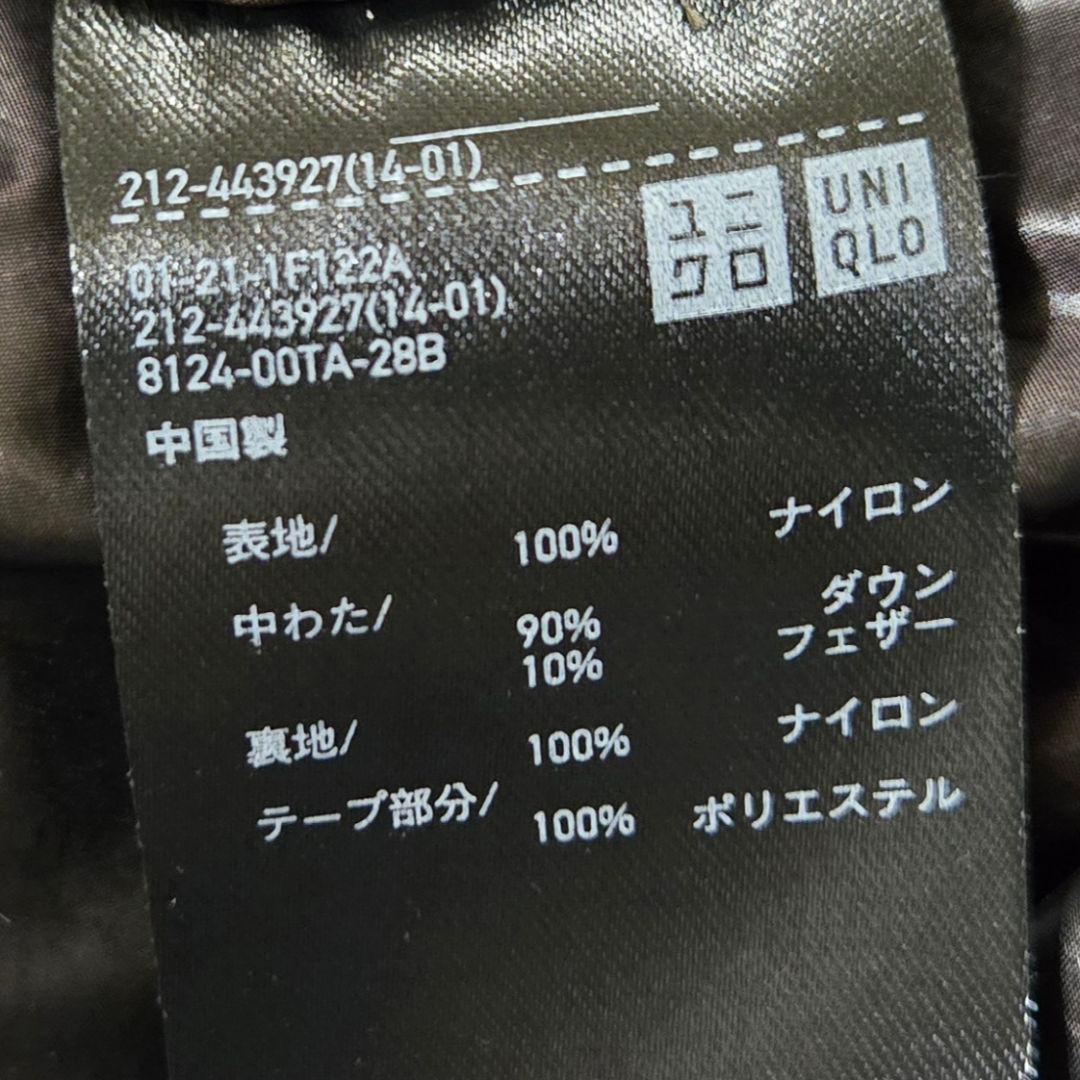 212-443927(14-01)
ユニ
クロ
UNI
QLO
01-21-1F122A
212-443927(14-01)
8124-00TA-28B
中国製
表地/ 100% ナイロン
中わた/ 90% ダウン
10% フェザー
裏地/ 100% ナイロン
テープ部分/ 100% ポリエステル